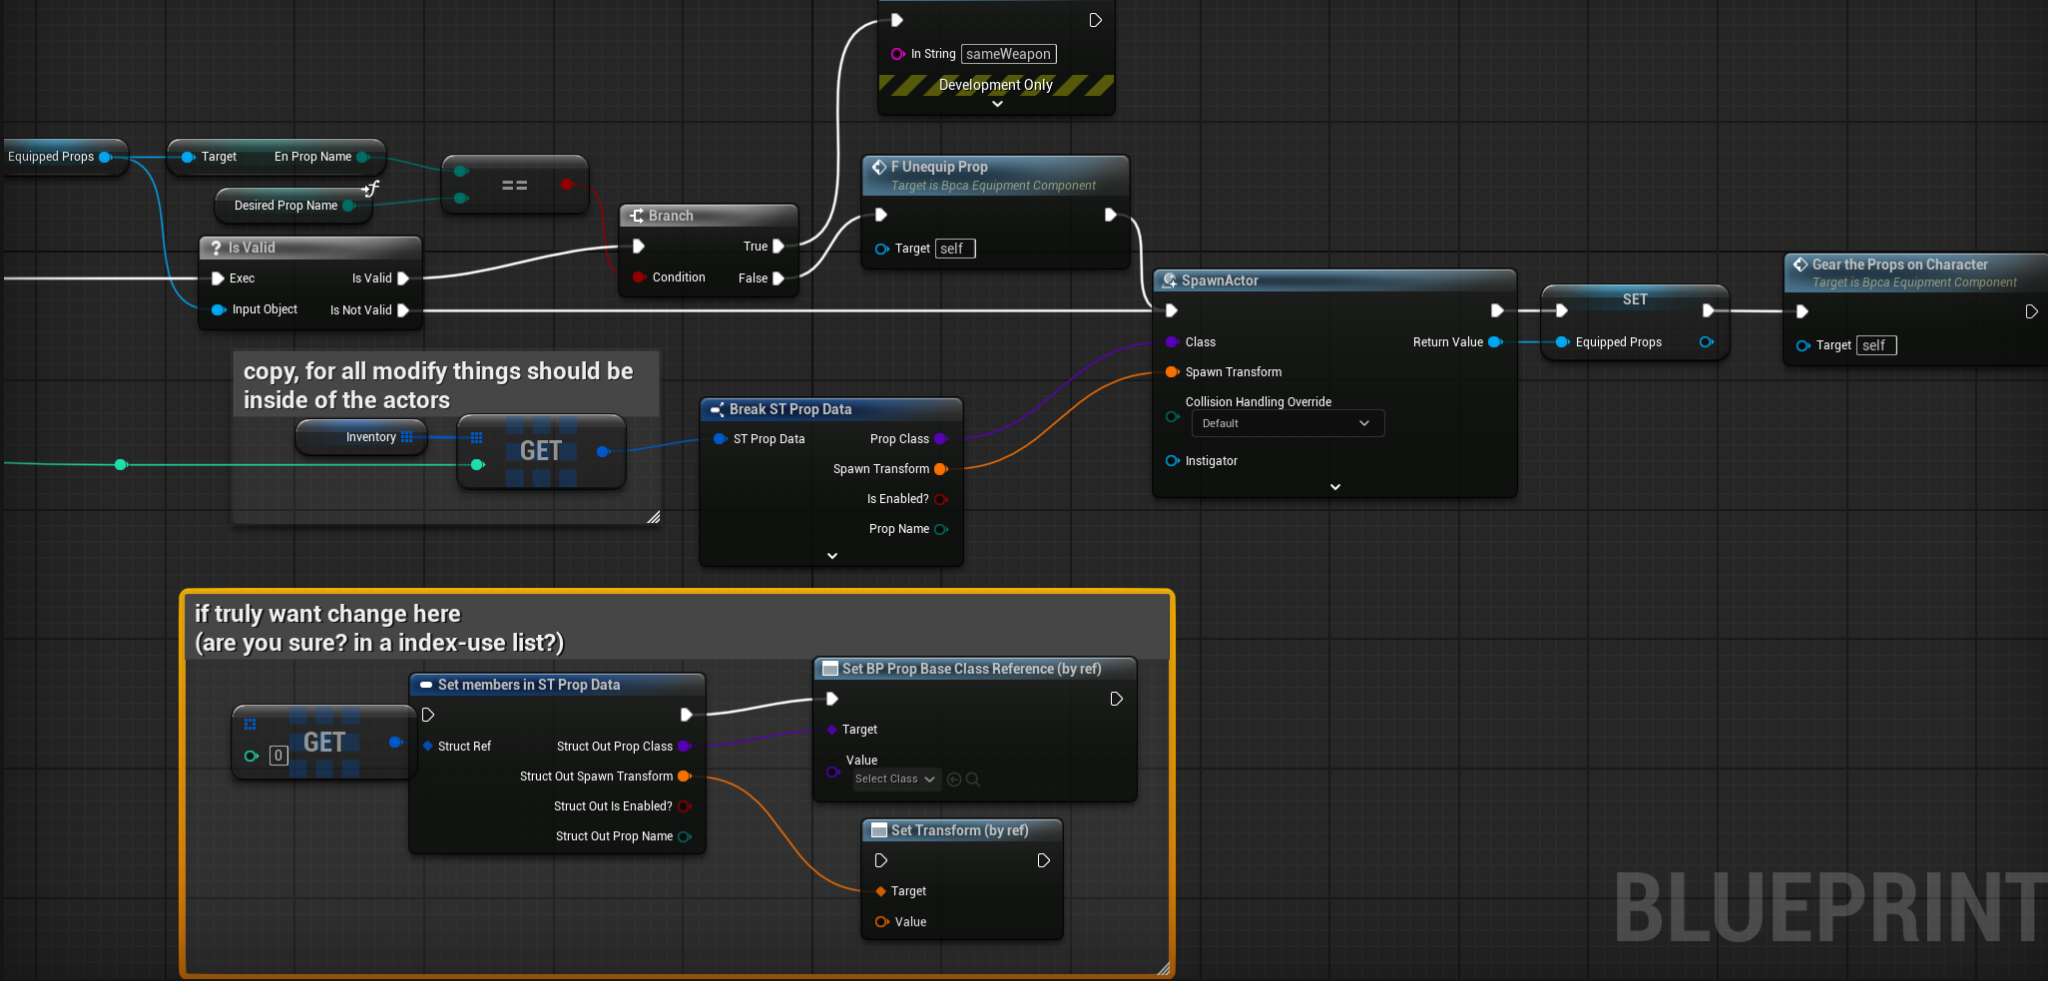 In String sameWeapon
Development Only
Equipped Props
Target En Prop Name
Desired Prop Name
==
F Unequip Prop
Target is Bpca Equipment Component
Target self
Branch
True
Condition False
? Is Valid
Exec Is Valid
Input Object Is Not Valid
SpawnActor
Class Return Value
Spawn Transform
Collision Handling Override
Default
Instigator
SET
Equipped Props
Gear the Props on Character
Target is Bpca Equipment Component
Target self
copy, for all modify things should be
inside of the actors
Inventory
GET
Break ST Prop Data
ST Prop Data Prop Class
Spawn Transform
Is Enabled?
Prop Name
if truly want change here
(are you sure? in a index-use list?)
0 GET
Set members in ST Prop Data
Struct Ref Struct Out Prop Class
Struct Out Spawn Transform
Struct Out Is Enabled?
Struct Out Prop Name
Set BP Prop Base Class Reference (by ref)
Target
Value
Select Class
Set Transform (by ref)
Target
Value
BLUEPRINT